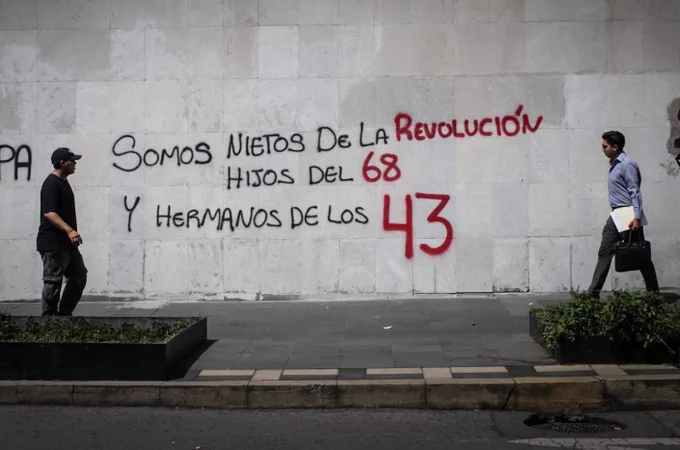 PA
Somos nietos de la Revolución
hijos del 68
y hermanos de los 43